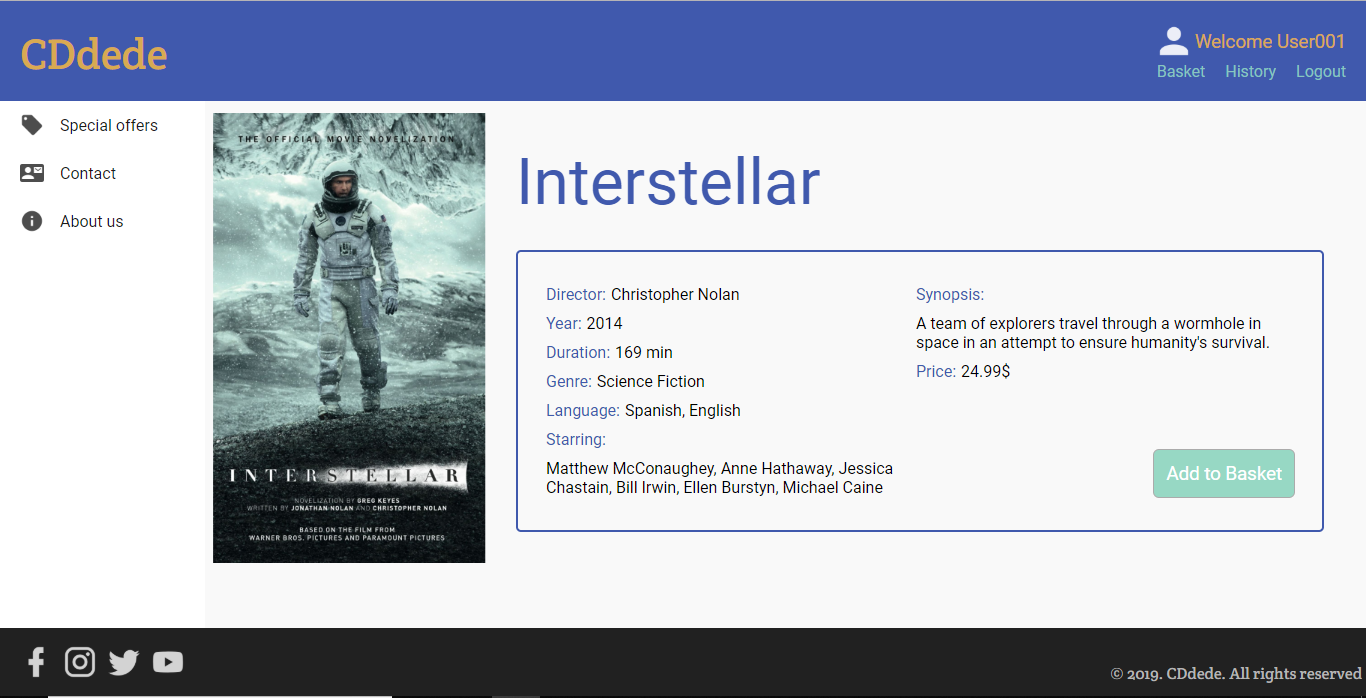 CDdede
Welcome User001
Basket History Logout
Special offers
Contact
About us
THE OFFICIAL MOVIE NOVELIZATION
INTERSTELLAR
NOVELIZATION BY GREG KEYES
WRITTEN BY JONATHAN NOLAN AND CHRISTOPHER NOLAN
BASED ON THE FILM FROM
WARNER BROS. PICTURES AND PARAMOUNT PICTURES
Interstellar
Director: Christopher Nolan
Year: 2014
Duration: 169 min
Genre: Science Fiction
Language: Spanish, English
Starring:
Matthew McConaughey, Anne Hathaway, Jessica
Chastain, Bill Irwin, Ellen Burstyn, Michael Caine
Synopsis:
A team of explorers travel through a wormhole in
space in an attempt to ensure humanity's survival.
Price: 24.99$
Add to Basket
© 2019. CDdede. All rights reserved